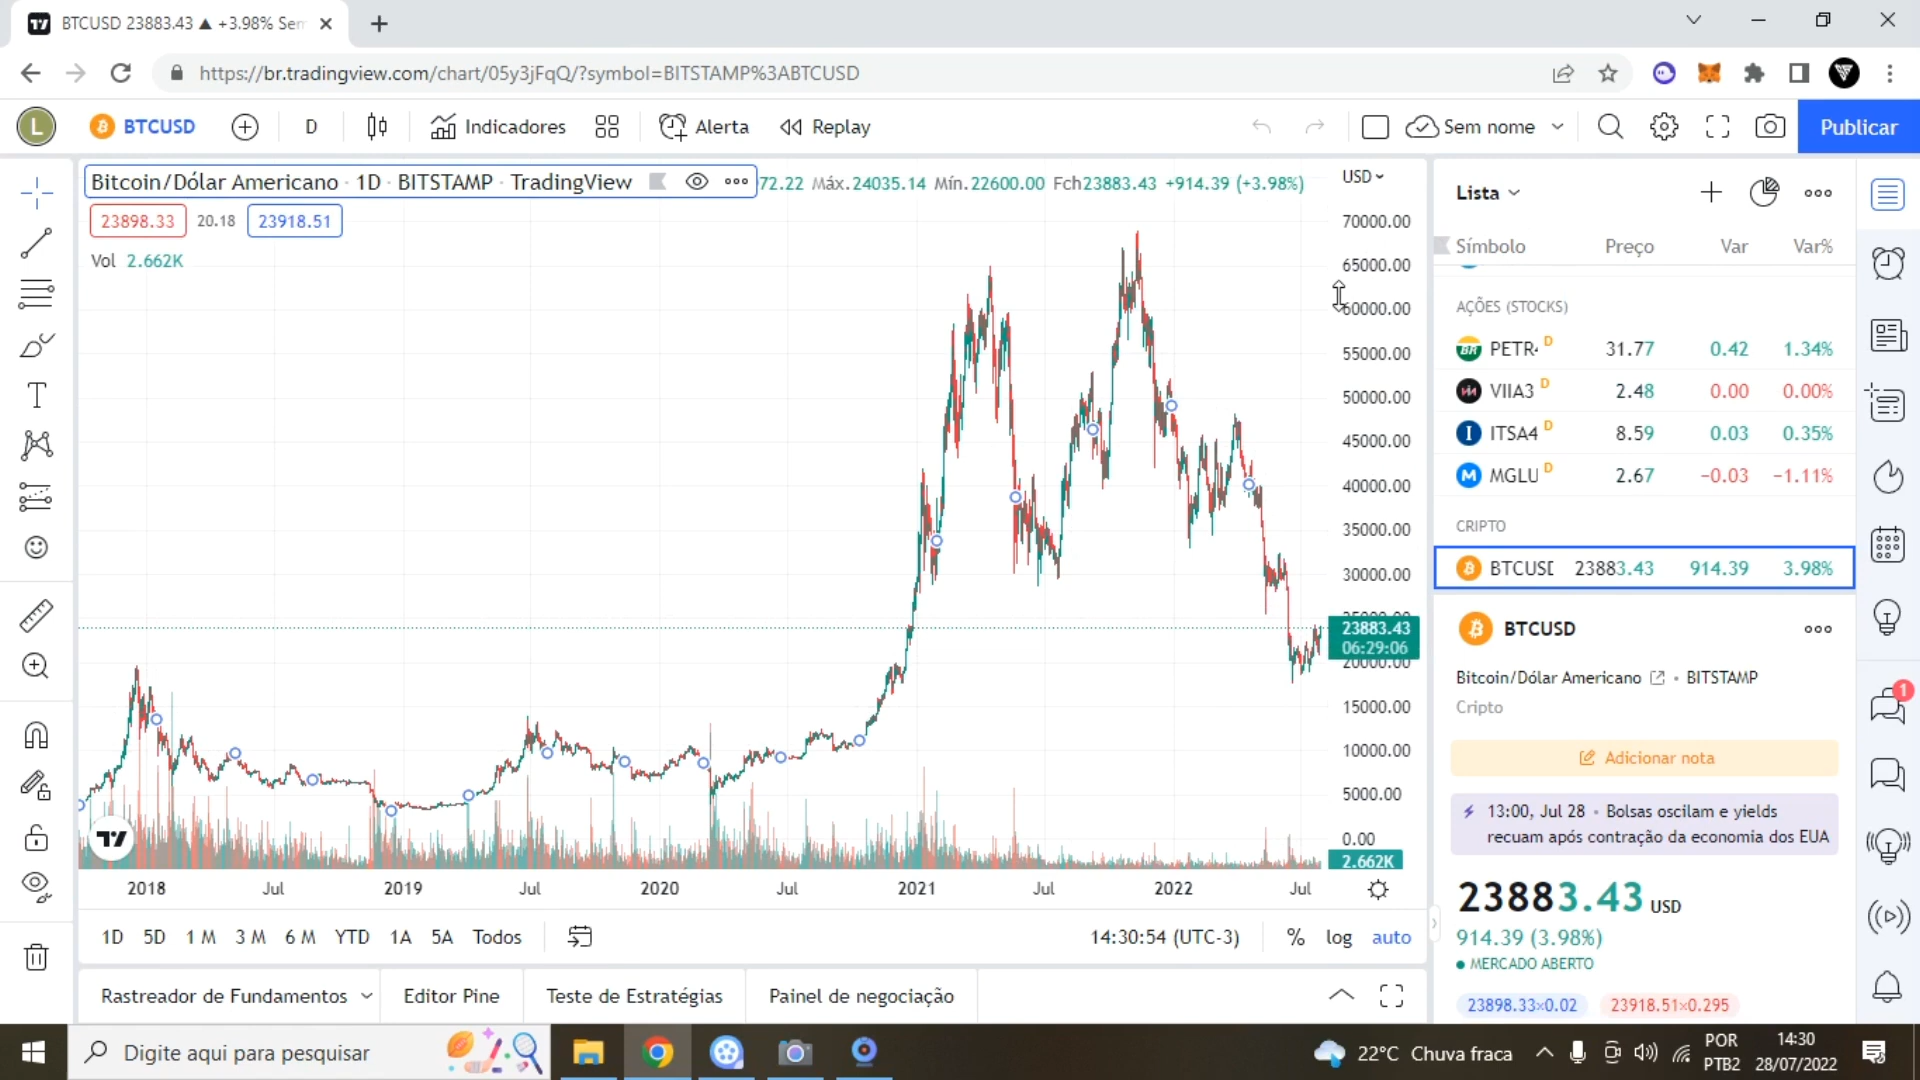 BTCUSD 23883.43 ▲ +3.98% Sem
https://br.tradingview.com/chart/05y3jFqQ/?symbol=BITSTAMP%3ABTCUSD
L BTCUSD D Indicadores Alerta Replay Sem nome Publicar
Bitcoin/Dólar Americano · 1D · BITSTAMP · TradingView 72.22 Máx.24035.14 Mín.22600.00 Fch23883.43 +914.39 (+3.98%)
23898.33 20.18 23918.51
Vol 2.662K
USD
70000.00
65000.00
60000.00
55000.00
50000.00
45000.00
40000.00
35000.00
30000.00
25000.00
23883.43
06:29:06
20000.00
15000.00
10000.00
5000.00
0.00
2.662K
2018 Jul 2019 Jul 2020 Jul 2021 Jul 2022 Jul
1D 5D 1 M 3 M 6 M YTD 1A 5A Todos 14:30:54 (UTC-3) % log auto
Rastreador de Fundamentos Editor Pine Teste de Estratégias Painel de negociação
Lista
Símbolo Preço Var Var%
AÇÕES (STOCKS)
PETR4 D 31.77 0.42 1.34%
VIIA3 D 2.48 0.00 0.00%
ITSA4 D 8.59 0.03 0.35%
MGLU D 2.67 −0.03 −1.11%
CRIPTO
BTCUSD 23883.43 914.39 3.98%
BTCUSD
Bitcoin/Dólar Americano • BITSTAMP
Cripto
Adicionar nota
13:00, Jul 28 • Bolsas oscilam e yields
recuam após contração da economia dos EUA
23883.43 USD
914.39 (3.98%)
• MERCADO ABERTO
23898.33×0.02 23918.51×0.295
1
Digite aqui para pesquisar
22°C Chuva fraca
POR
PTB2
14:30
28/07/2022